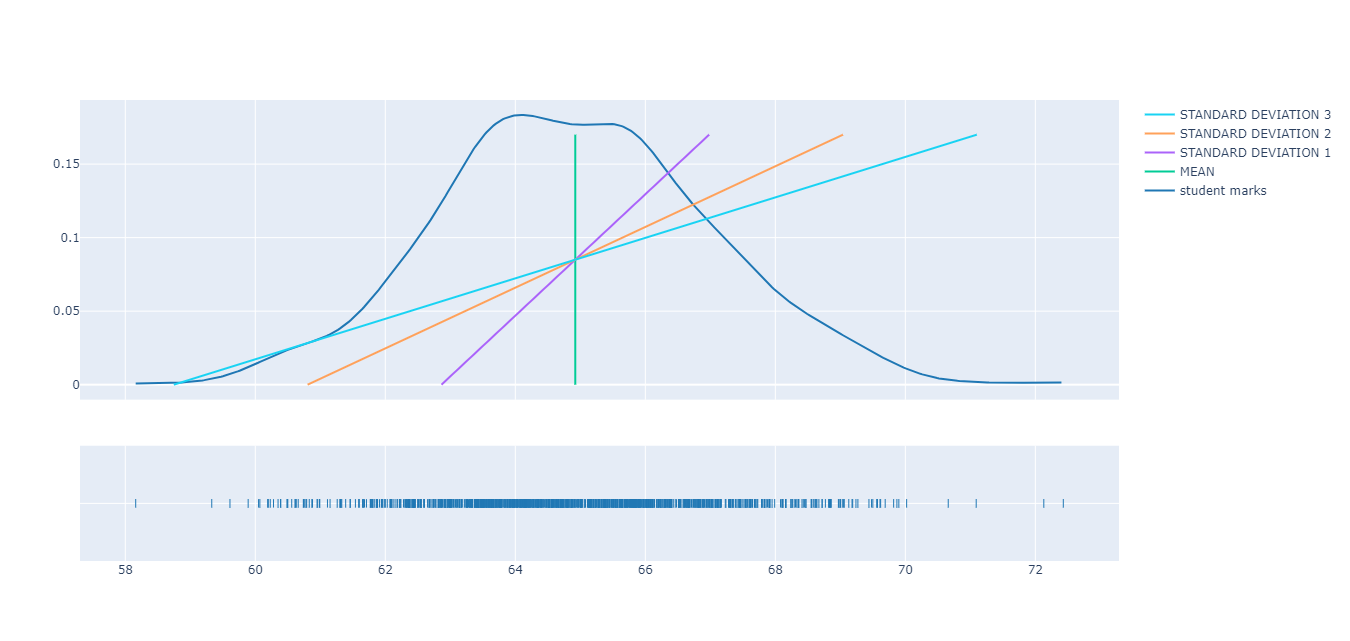 STANDARD DEVIATION 3
STANDARD DEVIATION 2
STANDARD DEVIATION 1
MEAN
student marks
0.15
0.1
0.05
0
58 60 62 64 66 68 70 72